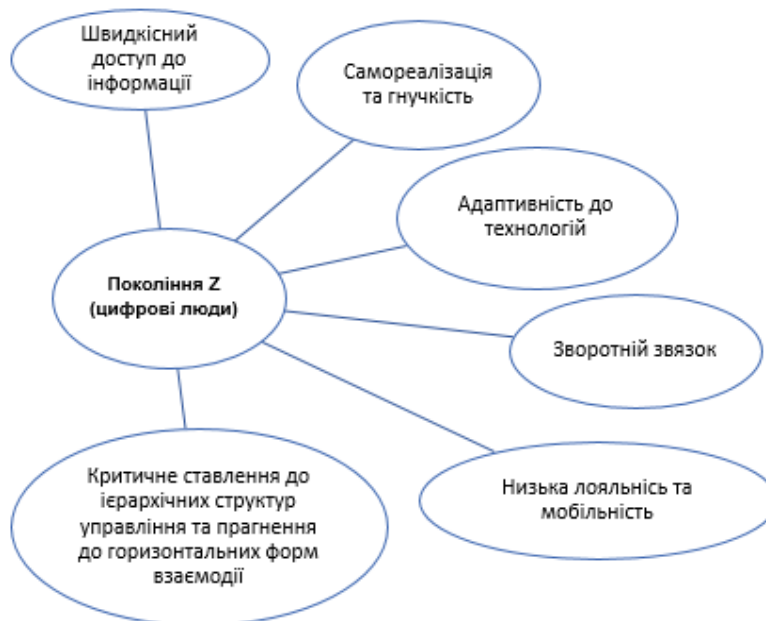 Швидкісний
доступ до
інформації
Самореалізація
та гнучкість
Адаптивність до
технологій
Покоління Z
(цифрові люди)
Зворотній звязок
Критичне ставлення до
ієрархічних структур
управління та прагнення
до горизонтальних форм
взаємодії
Низька лояльнісь та
мобільність